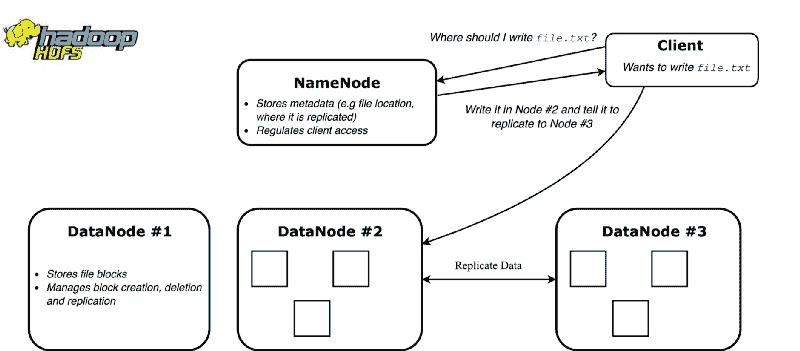 hadoop
HDFS
Where should I write file.txt?
Client
Wants to write file.txt
NameNode
• Stores metadata (e.g file location,
where it is replicated)
• Regulates client access
Write it in Node #2 and tell it to
replicate to Node #3
DataNode #1
• Stores file blocks
• Manages block creation, deletion
and replication
DataNode #2
Replicate Data
DataNode #3